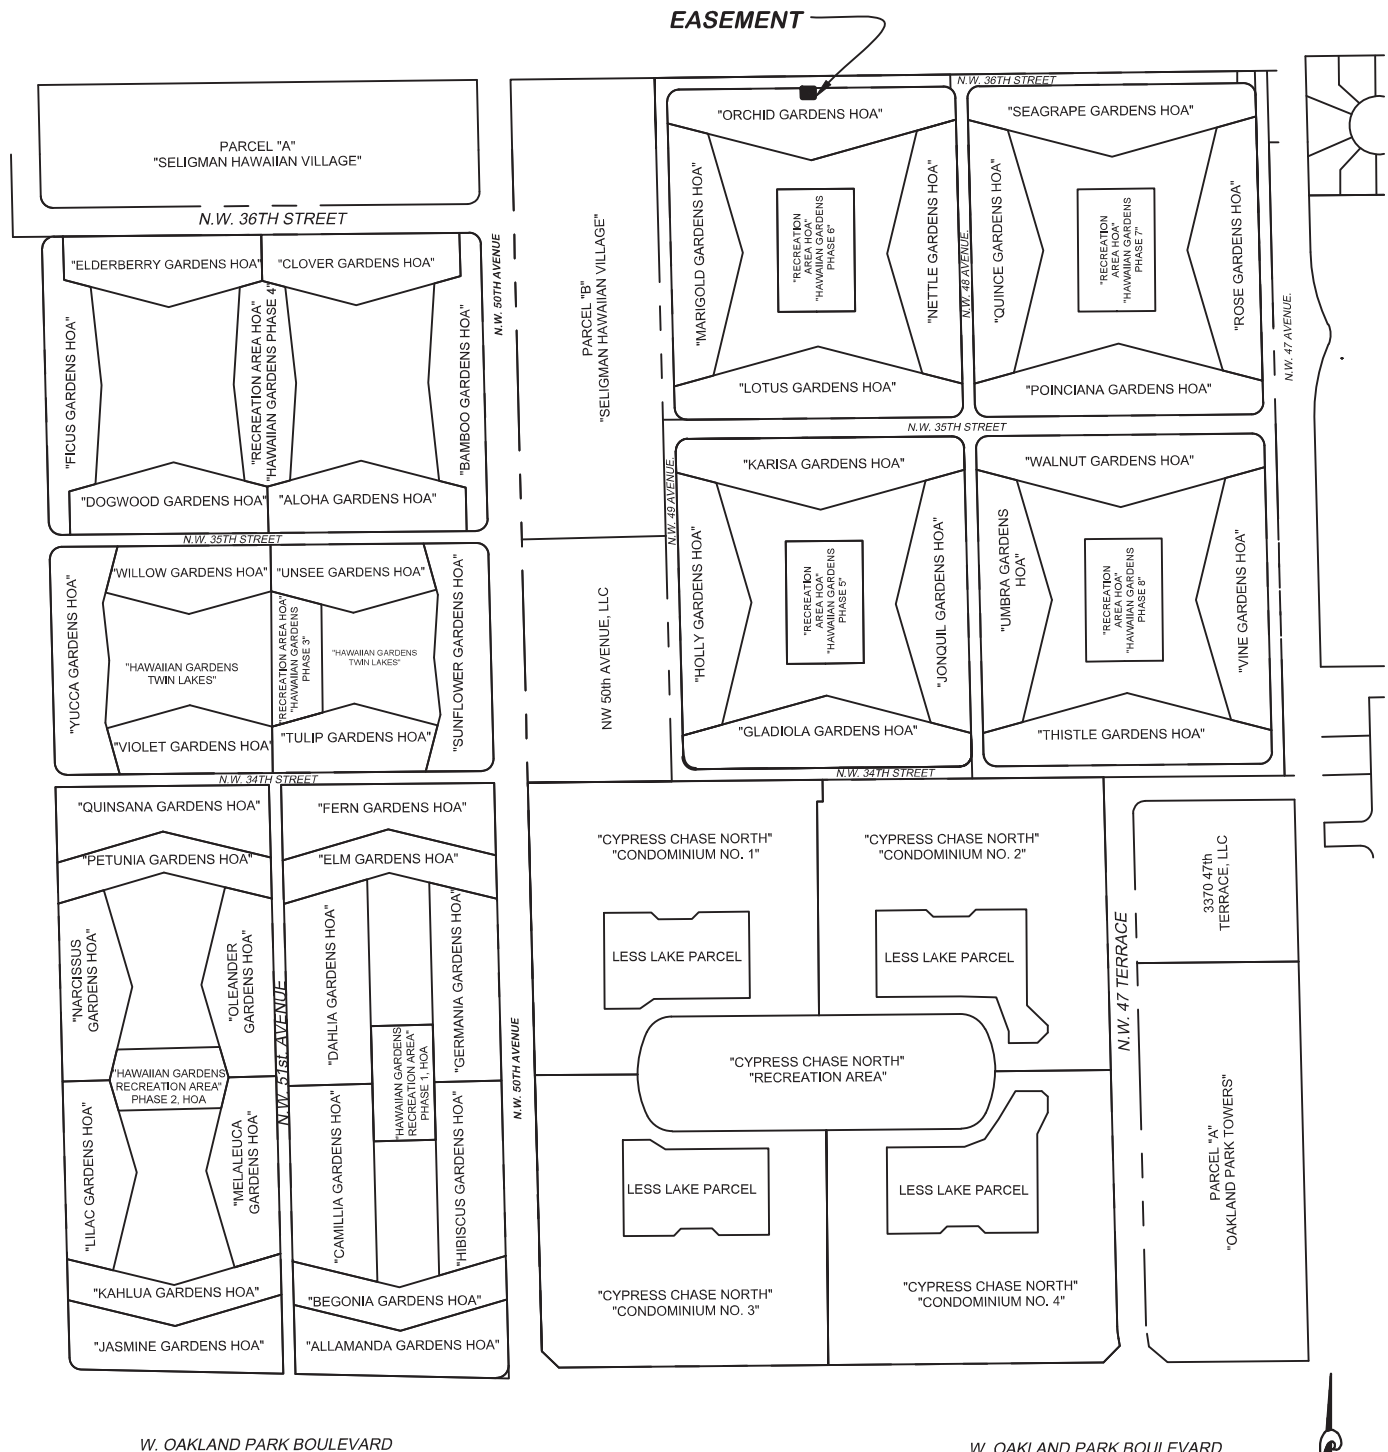 EASEMENT
N.W. 36TH STREET
PARCEL "A"
"SELIGMAN HAWAIIAN VILLAGE"
N.W. 36TH STREET
"ORCHID GARDENS HOA"
"SEAGRAPE GARDENS HOA"
"MARIGOLD GARDENS HOA"
"RECREATION
AREA HOA"
"HAWAIIAN GARDENS
PHASE 6"
"NETTLE GARDENS HOA"
N.W. 48 AVENUE.
"QUINCE GARDENS HOA"
"RECREATION
AREA HOA"
"HAWAIIAN GARDENS
PHASE 7"
"ROSE GARDENS HOA"
N.W. 47 AVENUE.
"LOTUS GARDENS HOA"
"POINCIANA GARDENS HOA"
N.W. 50TH AVENUE
PARCEL "B"
"SELIGMAN HAWAIIAN VILLAGE"
"ELDERBERRY GARDENS HOA"
"CLOVER GARDENS HOA"
"FICUS GARDENS HOA"
"RECREATION AREA HOA"
"HAWAIIAN GARDENS PHASE 4"
"BAMBOO GARDENS HOA"
"DOGWOOD GARDENS HOA"
"ALOHA GARDENS HOA"
N.W. 35TH STREET
N.W. 35TH STREET
N.W. 49 AVENUE.
"KARISA GARDENS HOA"
"WALNUT GARDENS HOA"
"HOLLY GARDENS HOA"
"RECREATION
AREA HOA"
"HAWAIIAN GARDENS
PHASE 5"
"JONQUIL GARDENS HOA"
"UMBRA GARDENS
HOA"
"RECREATION
AREA HOA"
"HAWAIIAN GARDENS
PHASE 8"
"VINE GARDENS HOA"
"GLADIOLA GARDENS HOA"
"THISTLE GARDENS HOA"
"WILLOW GARDENS HOA"
"UNSEE GARDENS HOA"
"YUCCA GARDENS HOA"
"HAWAIIAN GARDENS
TWIN LAKES"
"RECREATION AREA HOA"
"HAWAIIAN GARDENS
PHASE 3"
"HAWAIIAN GARDENS
TWIN LAKES"
"SUNFLOWER GARDENS HOA"
NW 50th AVENUE, LLC
"VIOLET GARDENS HOA"
"TULIP GARDENS HOA"
N.W. 34TH STREET
N.W. 34TH STREET
"QUINSANA GARDENS HOA"
"FERN GARDENS HOA"
"PETUNIA GARDENS HOA"
"ELM GARDENS HOA"
"NARCISSUS
GARDENS HOA"
"OLEANDER
GARDENS HOA"
N.W. 51st. AVENUE
"DAHLIA GARDENS HOA"
"GERMANIA GARDENS HOA"
"HAWAIIAN GARDENS
RECREATION AREA"
PHASE 2, HOA
"HAWAIIAN GARDENS
RECREATION AREA"
PHASE 1, HOA
N.W. 50TH AVENUE
"LILAC GARDENS HOA"
"MELALEUCA
GARDENS HOA"
"CAMILLIA GARDENS HOA"
"HIBISCUS GARDENS HOA"
"KAHLUA GARDENS HOA"
"BEGONIA GARDENS HOA"
"JASMINE GARDENS HOA"
"ALLAMANDA GARDENS HOA"
"CYPRESS CHASE NORTH"
"CONDOMINIUM NO. 1"
"CYPRESS CHASE NORTH"
"CONDOMINIUM NO. 2"
LESS LAKE PARCEL
LESS LAKE PARCEL
"CYPRESS CHASE NORTH"
"RECREATION AREA"
LESS LAKE PARCEL
LESS LAKE PARCEL
"CYPRESS CHASE NORTH"
"CONDOMINIUM NO. 3"
"CYPRESS CHASE NORTH"
"CONDOMINIUM NO. 4"
N.W. 47 TERRACE
3370 47th
TERRACE, LLC
PARCEL "A"
"OAKLAND PARK TOWERS"
W. OAKLAND PARK BOULEVARD
W. OAKLAND PARK BOULEVARD